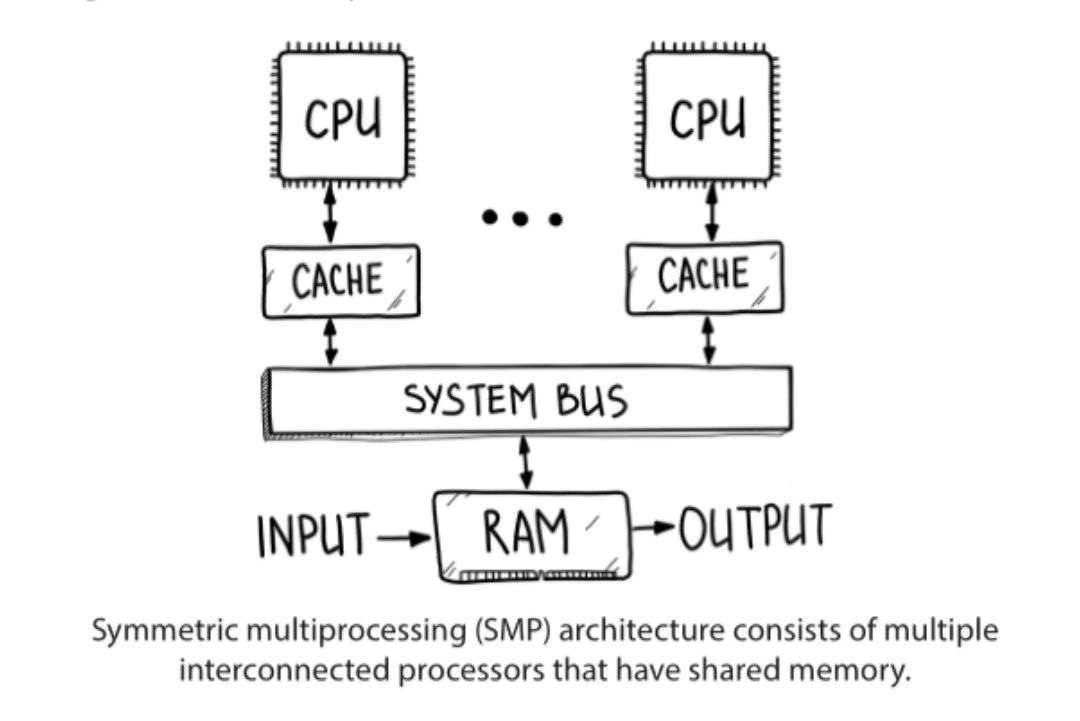 CPU CPU
CACHE CACHE
SYSTEM BUS
INPUT RAM OUTPUT
Symmetric multiprocessing (SMP) architecture consists of multiple
interconnected processors that have shared memory.